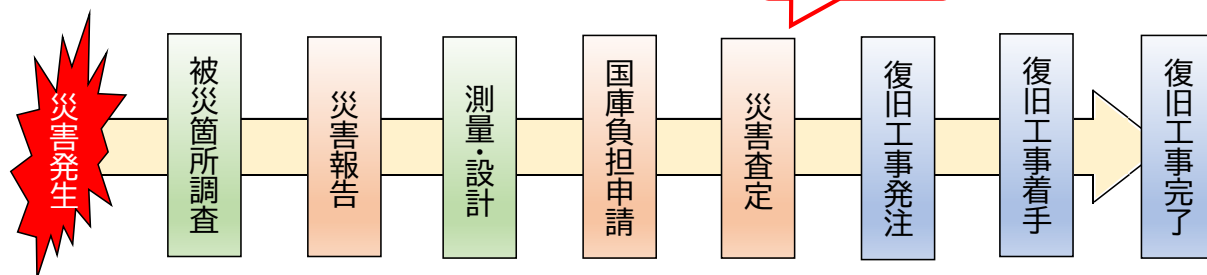 災害発生
被災箇所調査
災害報告
測量・設計
国庫負担申請
災害査定
復旧工事発注
復旧工事着手
復旧工事完了